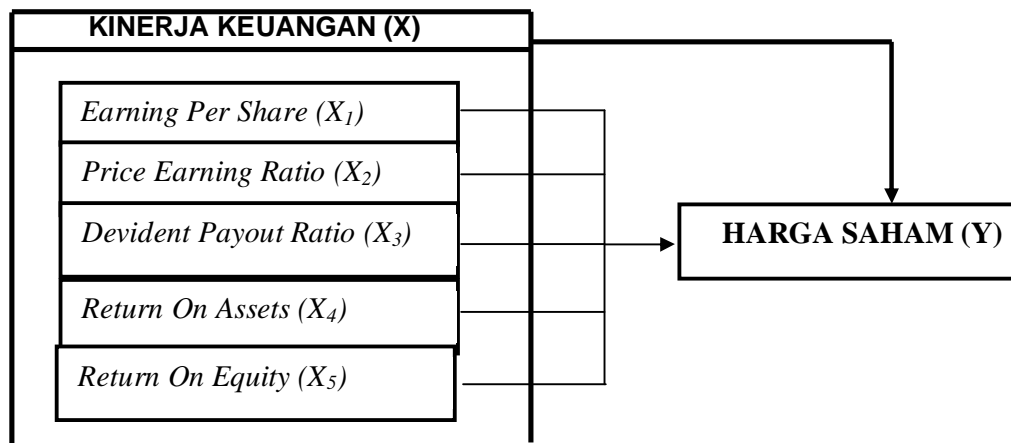 KINERJA KEUANGAN (X)
Earning Per Share (X₁)
Price Earning Ratio (X₂)
Devident Payout Ratio (X₃)
Return On Assets (X₄)
Return On Equity (X₅)
HARGA SAHAM (Y)